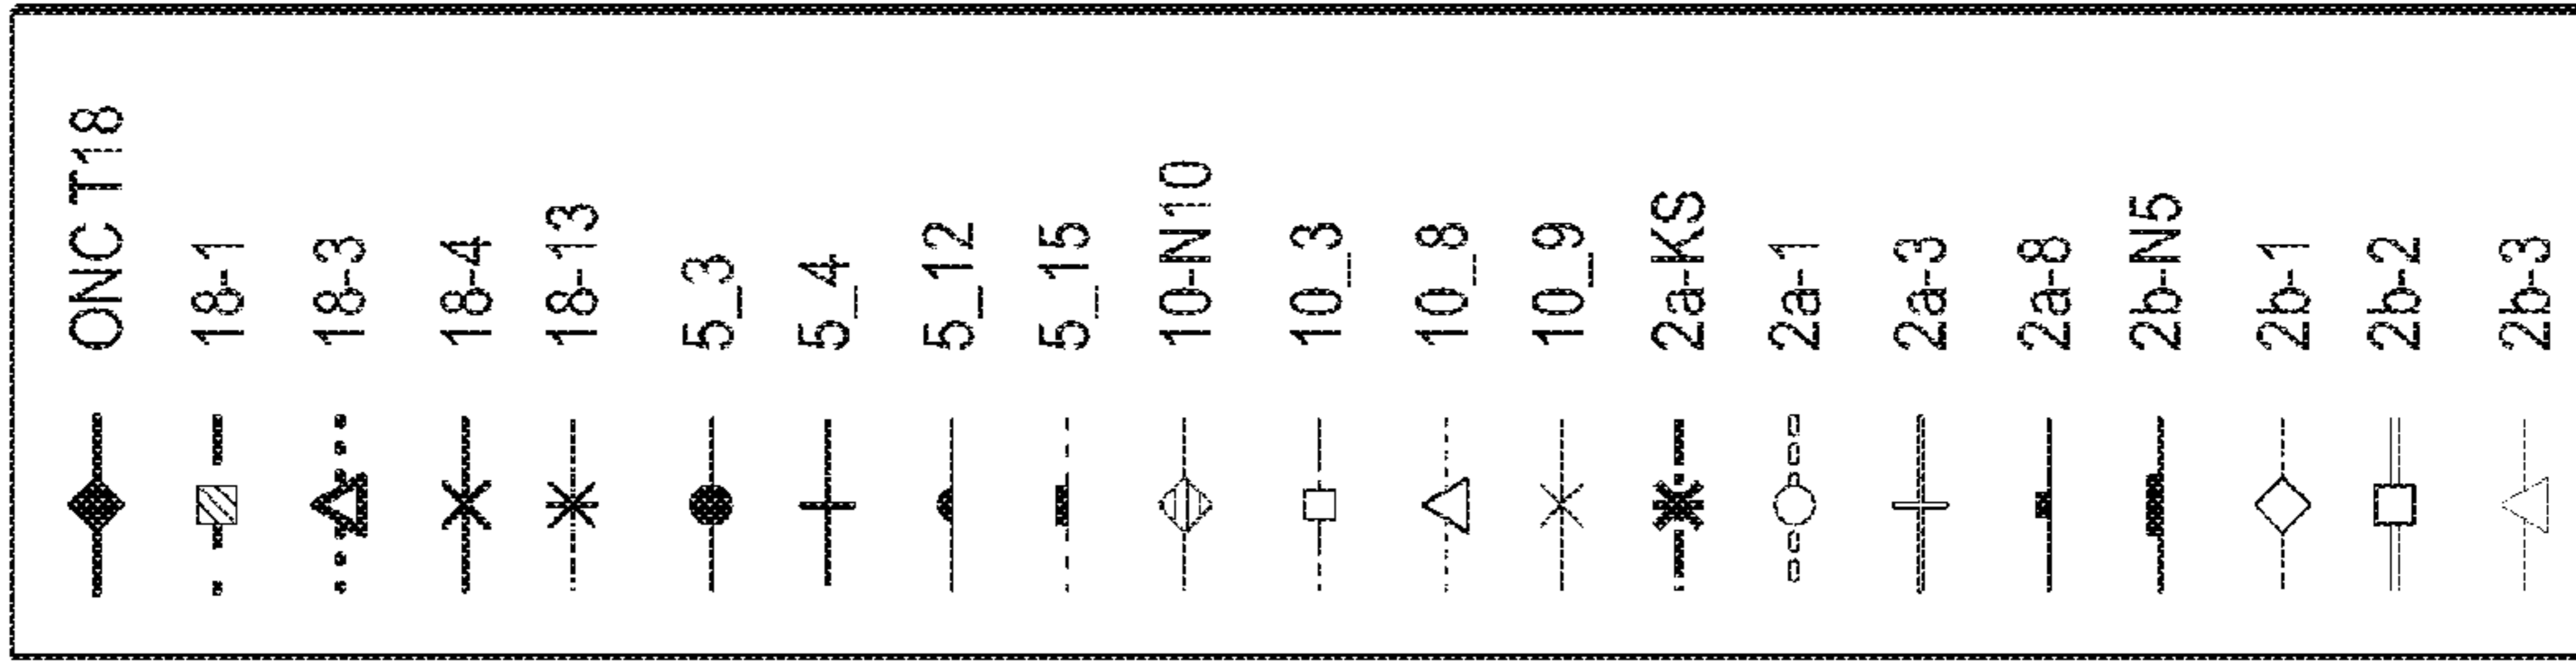 ONC T18
18-1
18-3
18-4
18-13
5_3
5_4
5_12
5_15
10-N10
10_3
10_8
10_9
2a-KS
2a-1
2a-3
2a-8
2b-N5
2b-1
2b-2
2b-3